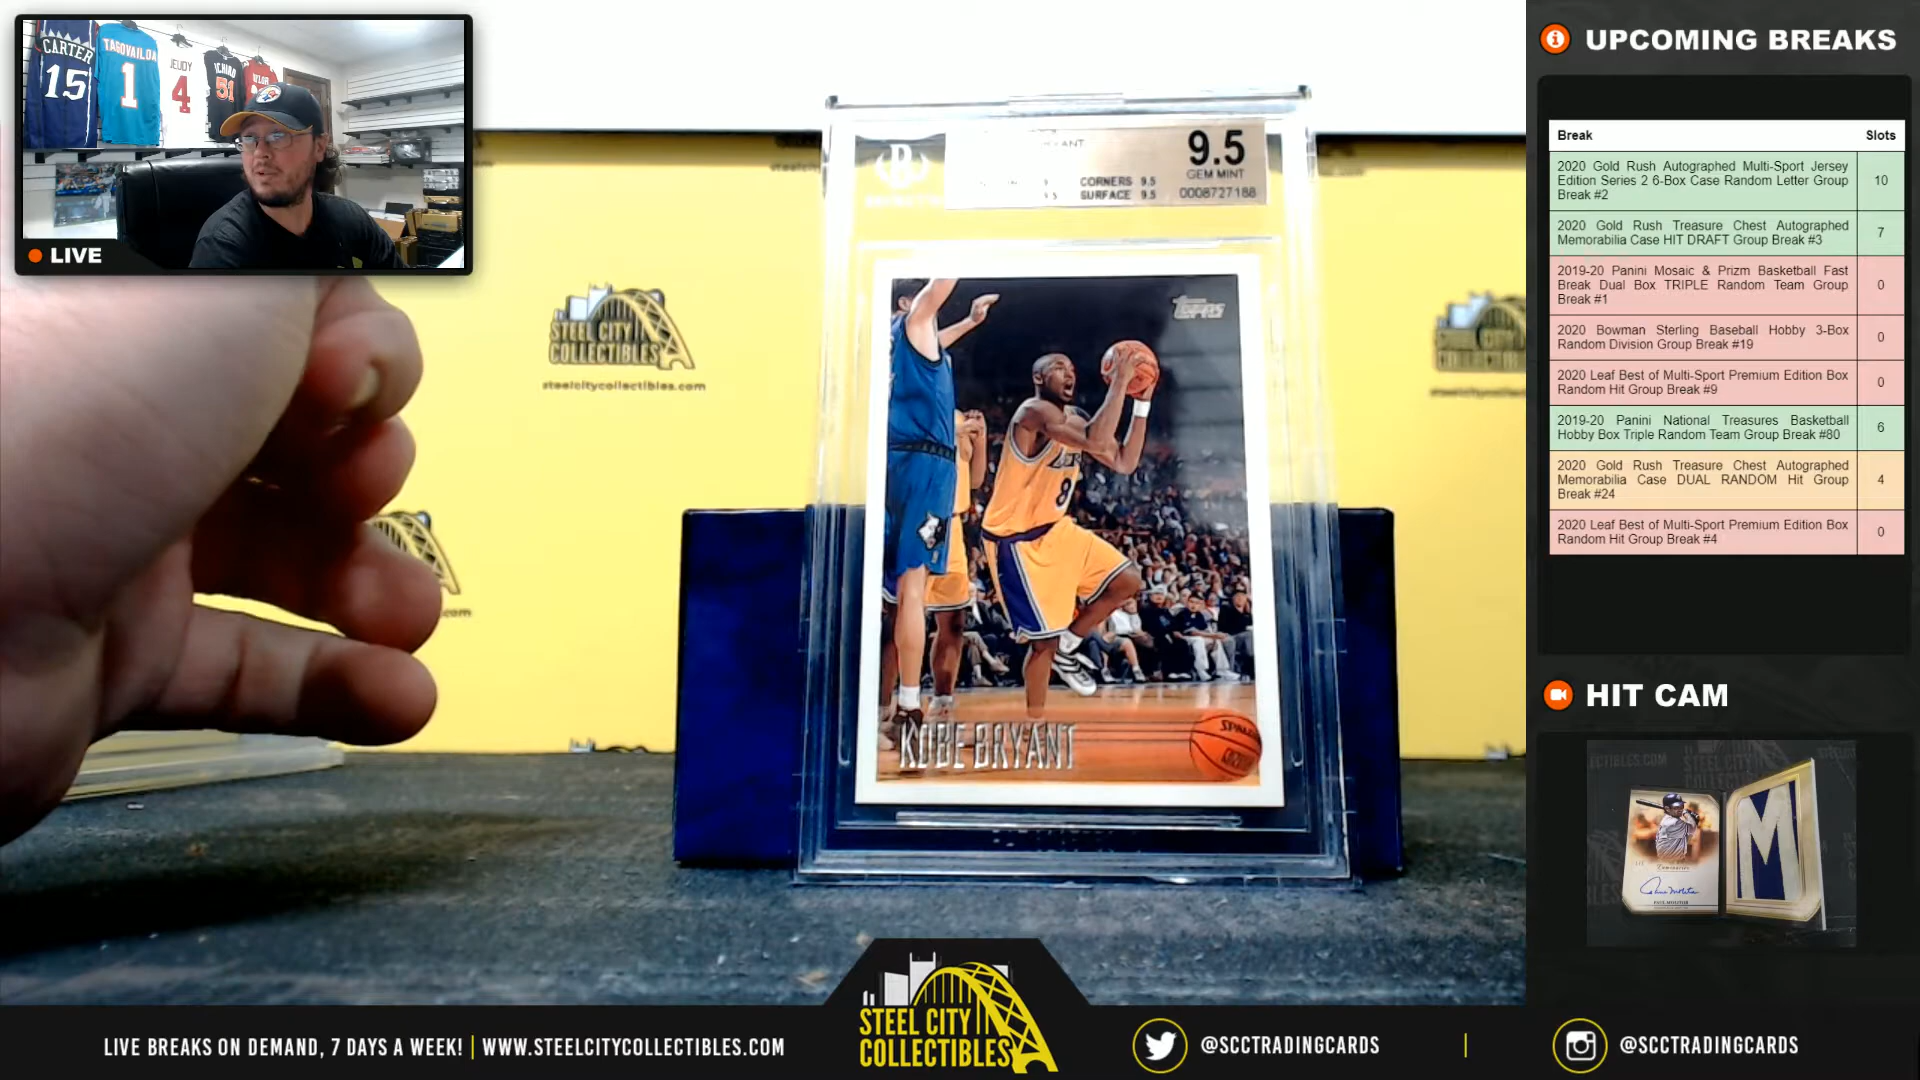 CARTER
15
TAGOVAILOA
1
JEUDY
4
ICHIRO
51
LIVE
9.5
GEM MINT
CORNERS 9.5
SURFACE 9.5
0008727188
STEEL CITY
COLLECTIBLES
steelcitycollectibles.com
Topps
8
KOBE BRYANT
UPCOMING BREAKS
Break Slots
2020 Gold Rush Autographed Multi-Sport Jersey
Edition Series 2 6-Box Case Random Letter Group
Break #2
10
2020 Gold Rush Treasure Chest Autographed
Memorabilia Case HIT DRAFT Group Break #3
7
2019-20 Panini Mosaic & Prizm Basketball Fast
Break Dual Box TRIPLE Random Team Group
Break #1
0
2020 Bowman Sterling Baseball Hobby 3-Box
Random Division Group Break #19
0
2020 Leaf Best of Multi-Sport Premium Edition Box
Random Hit Group Break #9
0
2019-20 Panini National Treasures Basketball
Hobby Box Triple Random Team Group Break #80
6
2020 Gold Rush Treasure Chest Autographed
Memorabilia Case DUAL RANDOM Hit Group
Break #24
4
2020 Leaf Best of Multi-Sport Premium Edition Box
Random Hit Group Break #4
0
HIT CAM
M
PAUL MOLITOR
LIVE BREAKS ON DEMAND, 7 DAYS A WEEK! | WWW.STEELCITYCOLLECTIBLES.COM
STEEL CITY
COLLECTIBLES
@SCCTRADINGCARDS
@SCCTRADINGCARDS